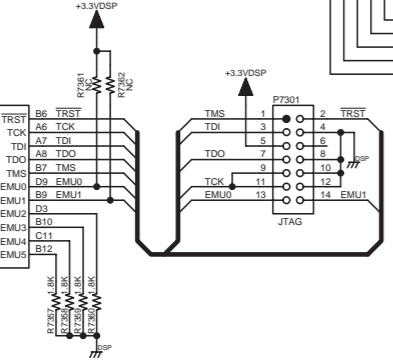 +3.3VDSP
R7361
NC
R7362
NC
+3.3VDSP
P7301
TRST B6 TRST
TCK A6 TCK
TDI A7 TDI
TDO A8 TDO
TMS B7 TMS
EMU0 D9 EMU0
EMU1 B9 EMU1
EMU2 D3
EMU3 B10
EMU4 C11
EMU5 B12
TMS 1 2 TRST
TDI 3 4
5 6
TDO 7 8
9 10
TCK 11 12
EMU0 13 14 EMU1
DSP
JTAG
R7357 1.8K
R7358 1.8K
R7359 1.8K
R7360 1.8K
DSP